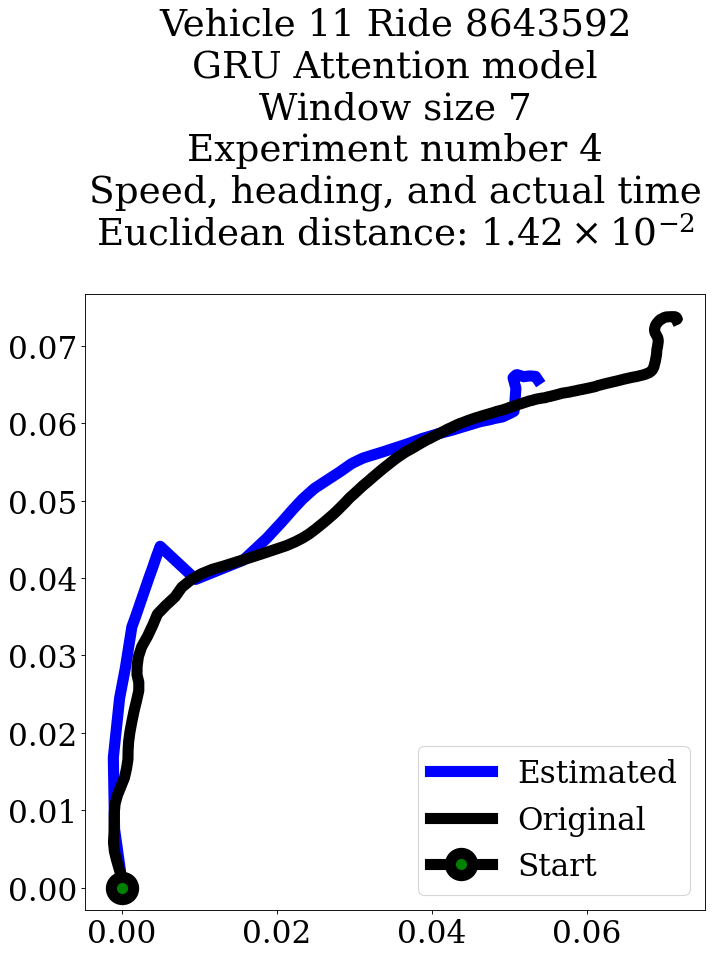 Vehicle 11 Ride 8643592
GRU Attention model
Window size 7
Experiment number 4
Speed, heading, and actual time
Euclidean distance: 1.42 × 10⁻²
0.07
0.06
0.05
0.04
0.03
0.02
0.01
0.00
Estimated
Original
Start
0.00 0.02 0.04 0.06